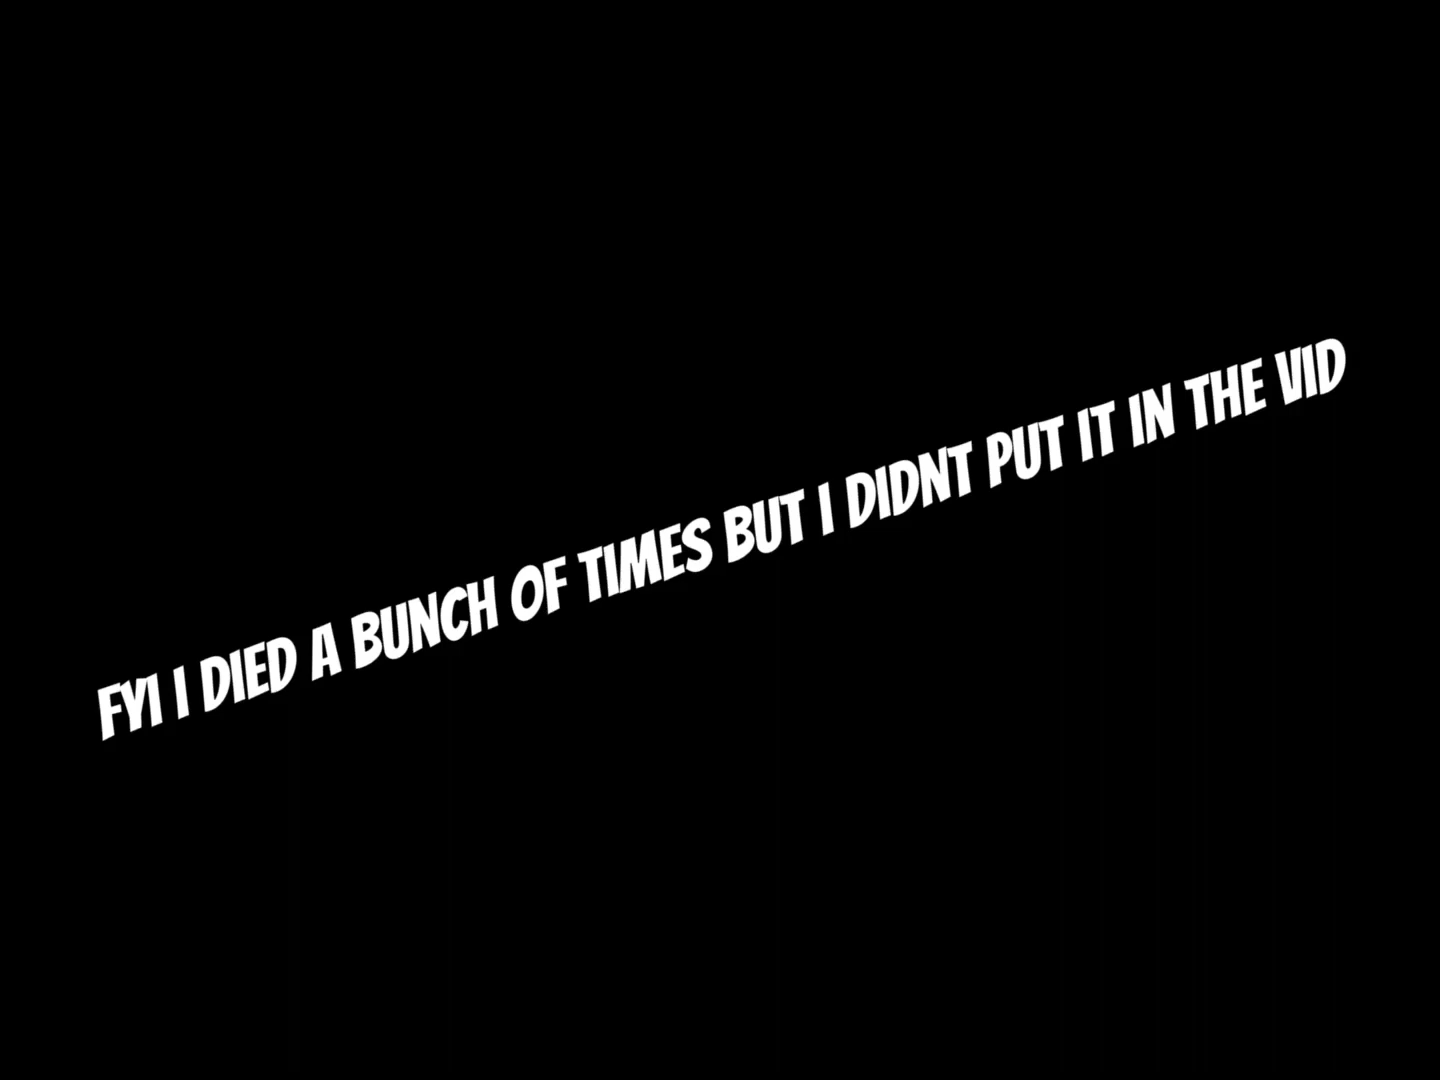 FYI I DIED A BUNCH OF TIMES BUT I DIDNT PUT IT IN THE VID